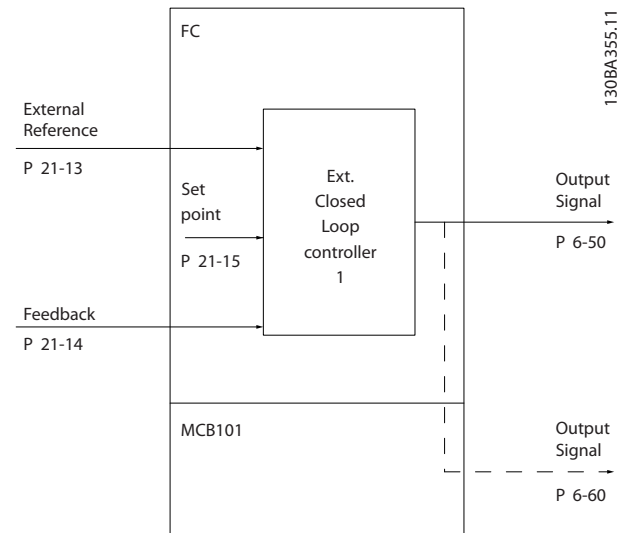 FC
130BA355.11
External
Reference
P 21-13
Set
point
P 21-15
Ext.
Closed
Loop
controller
1
Output
Signal
P 6-50
Feedback
P 21-14
MCB101
Output
Signal
P 6-60